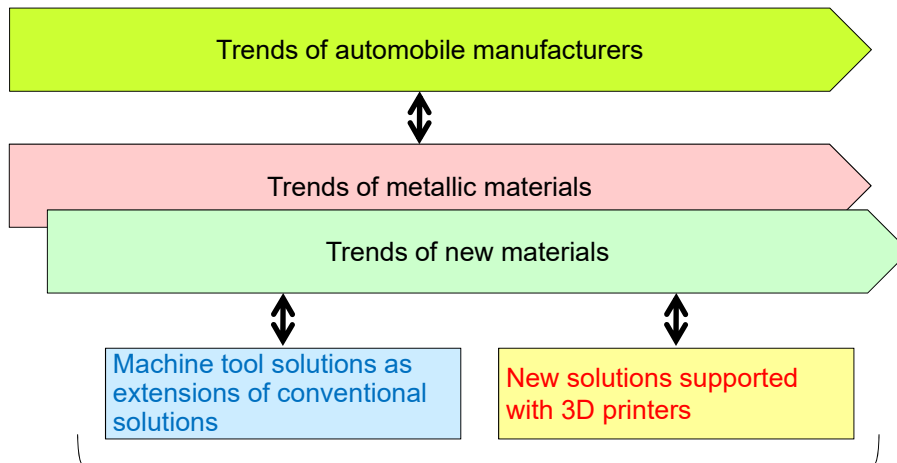 Trends of automobile manufacturers
Trends of metallic materials
Trends of new materials
Machine tool solutions as
extensions of conventional
solutions
New solutions supported
with 3D printers